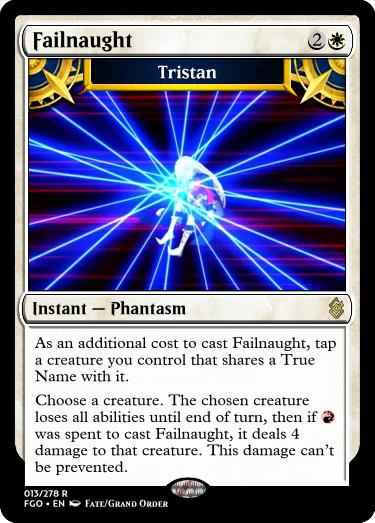 Failnaught 2
Tristan
Instant — Phantasm
As an additional cost to cast Failnaught, tap
a creature you control that shares a True
Name with it.
Choose a creature. The chosen creature
loses all abilities until end of turn, then if
was spent to cast Failnaught, it deals 4
damage to that creature. This damage can't
be prevented.
013/278 R
FGO • EN Fate/Grand Order